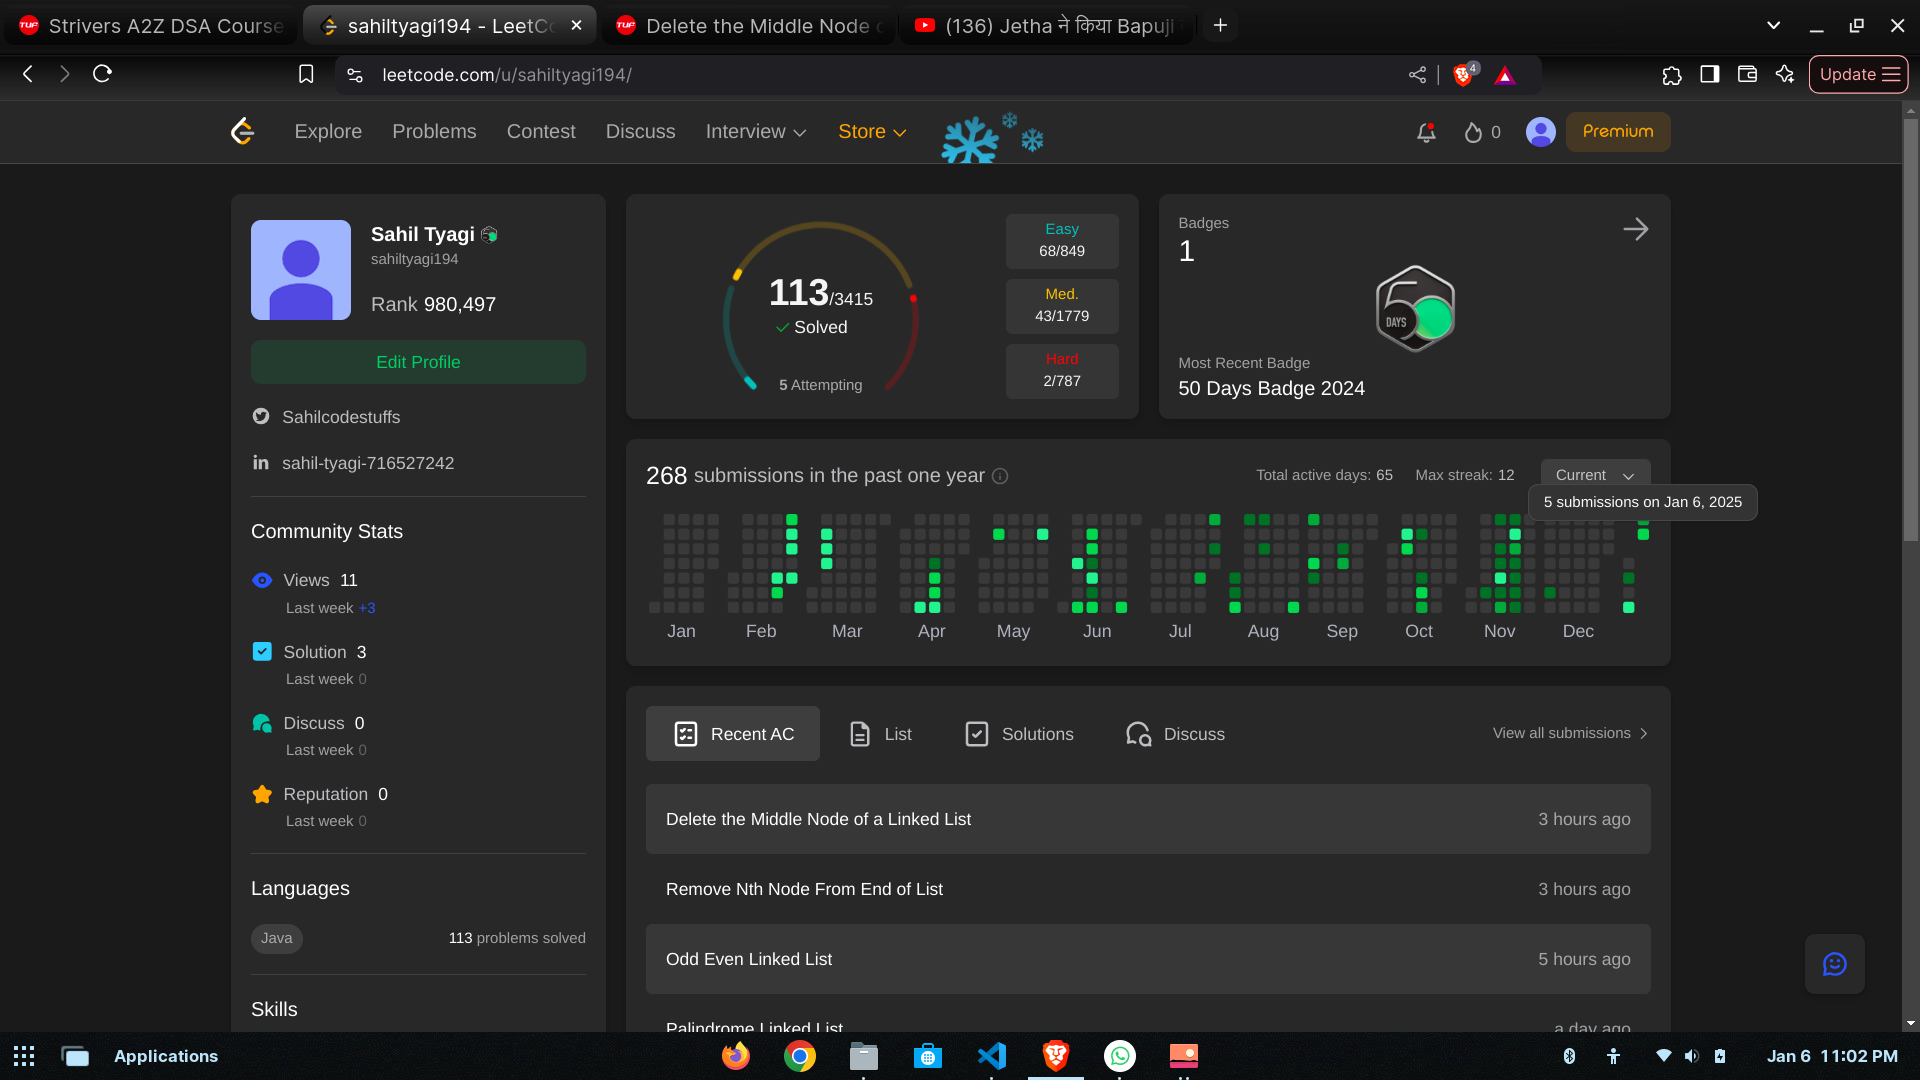 Strivers A2Z DSA Course
sahiltyagi194 - LeetCo
Delete the Middle Node o
(136) Jetha ने किया Bapuji
leetcode.com/u/sahiltyagi194/
4
Update
Explore
Problems
Contest
Discuss
Interview
Store
0
Premium
Sahil Tyagi
sahiltyagi194
Rank 980,497
Edit Profile
Sahilcodestuffs
sahil-tyagi-716527242
Community Stats
Views 11
Last week +3
Solution 3
Last week 0
Discuss 0
Last week 0
Reputation 0
Last week 0
Languages
Java
113 problems solved
Skills
113/3415
Solved
5 Attempting
Easy
68/849
Med.
43/1779
Hard
2/787
Badges
1
50
DAYS
Most Recent Badge
50 Days Badge 2024
268 submissions in the past one year
Total active days: 65
Max streak: 12
Current
5 submissions on Jan 6, 2025
Jan Feb Mar Apr May Jun Jul Aug Sep Oct Nov Dec
Recent AC
List
Solutions
Discuss
View all submissions
Delete the Middle Node of a Linked List
3 hours ago
Remove Nth Node From End of List
3 hours ago
Odd Even Linked List
5 hours ago
Palindrome Linked List
a day ago
Applications
Jan 6 11:02 PM